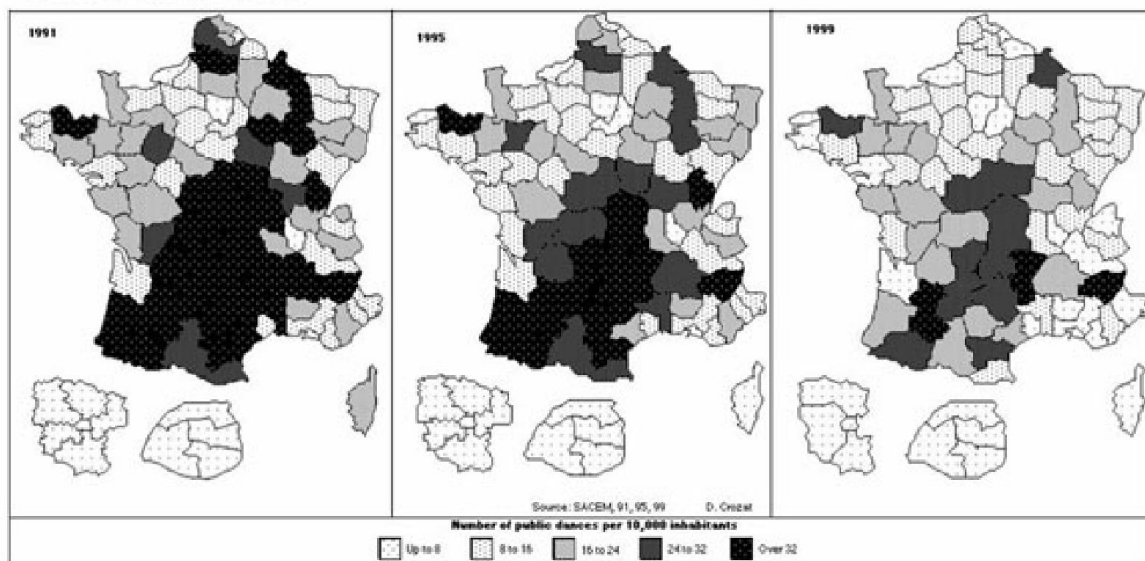 1991
1995
1999
Source: SACEM, 91, 95, 99 D. Crozat
Number of public dances per 10,000 inhabitants
Up to 8 8 to 16 16 to 24 24 to 32 Over 32